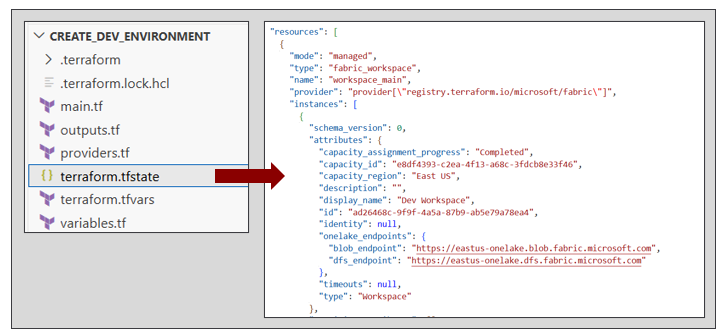 CREATE_DEV_ENVIRONMENT
.terraform
.terraform.lock.hcl
main.tf
outputs.tf
providers.tf
{} terraform.tfstate
terraform.tfvars
variables.tf
"resources": [
{
"mode": "managed",
"type": "fabric_workspace",
"name": "workspace_main",
"provider": "provider[\"registry.terraform.io/microsoft/fabric\"]",
"instances": [
{
"schema_version": 0,
"attributes": {
"capacity_assignment_progress": "Completed",
"capacity_id": "e8df4393-c2ea-4f13-a68c-3fdcb8e33f46",
"capacity_region": "East US",
"description": "",
"display_name": "Dev Workspace",
"id": "ad26468c-9f9f-4a5a-87b9-ab5e79a78ea4",
"identity": null,
"onelake_endpoints": {
"blob_endpoint": "https://eastus-onelake.blob.fabric.microsoft.com",
"dfs_endpoint": "https://eastus-onelake.dfs.fabric.microsoft.com"
},
"timeouts": null,
"type": "Workspace"
},